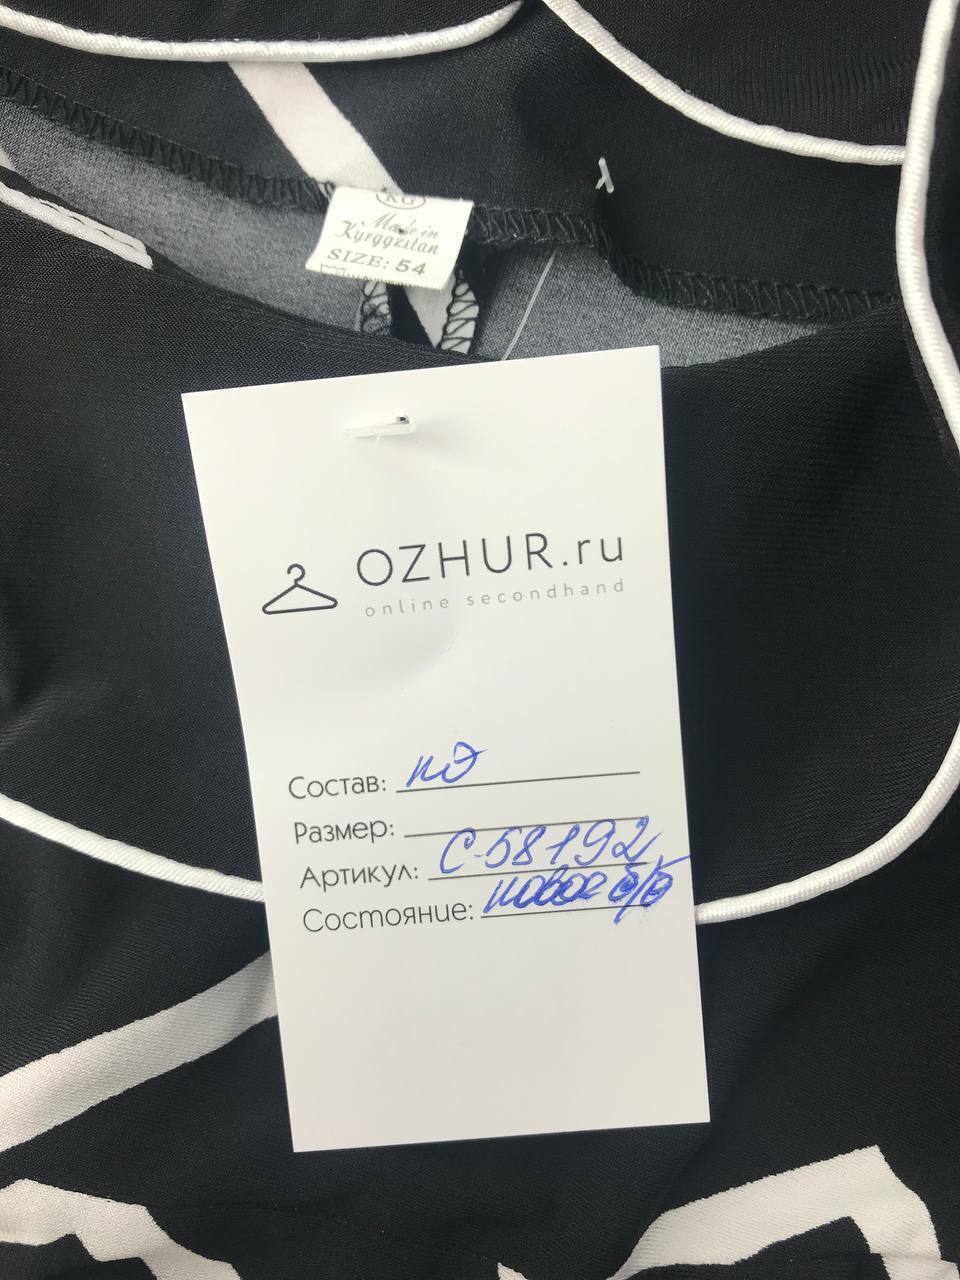 KG
Made in
Kyrgyzstan
SIZE: 54
OZHUR.ru
online secondhand
Состав: пэ
Размер:
Артикул: С-58192
Состояние: новое б/б